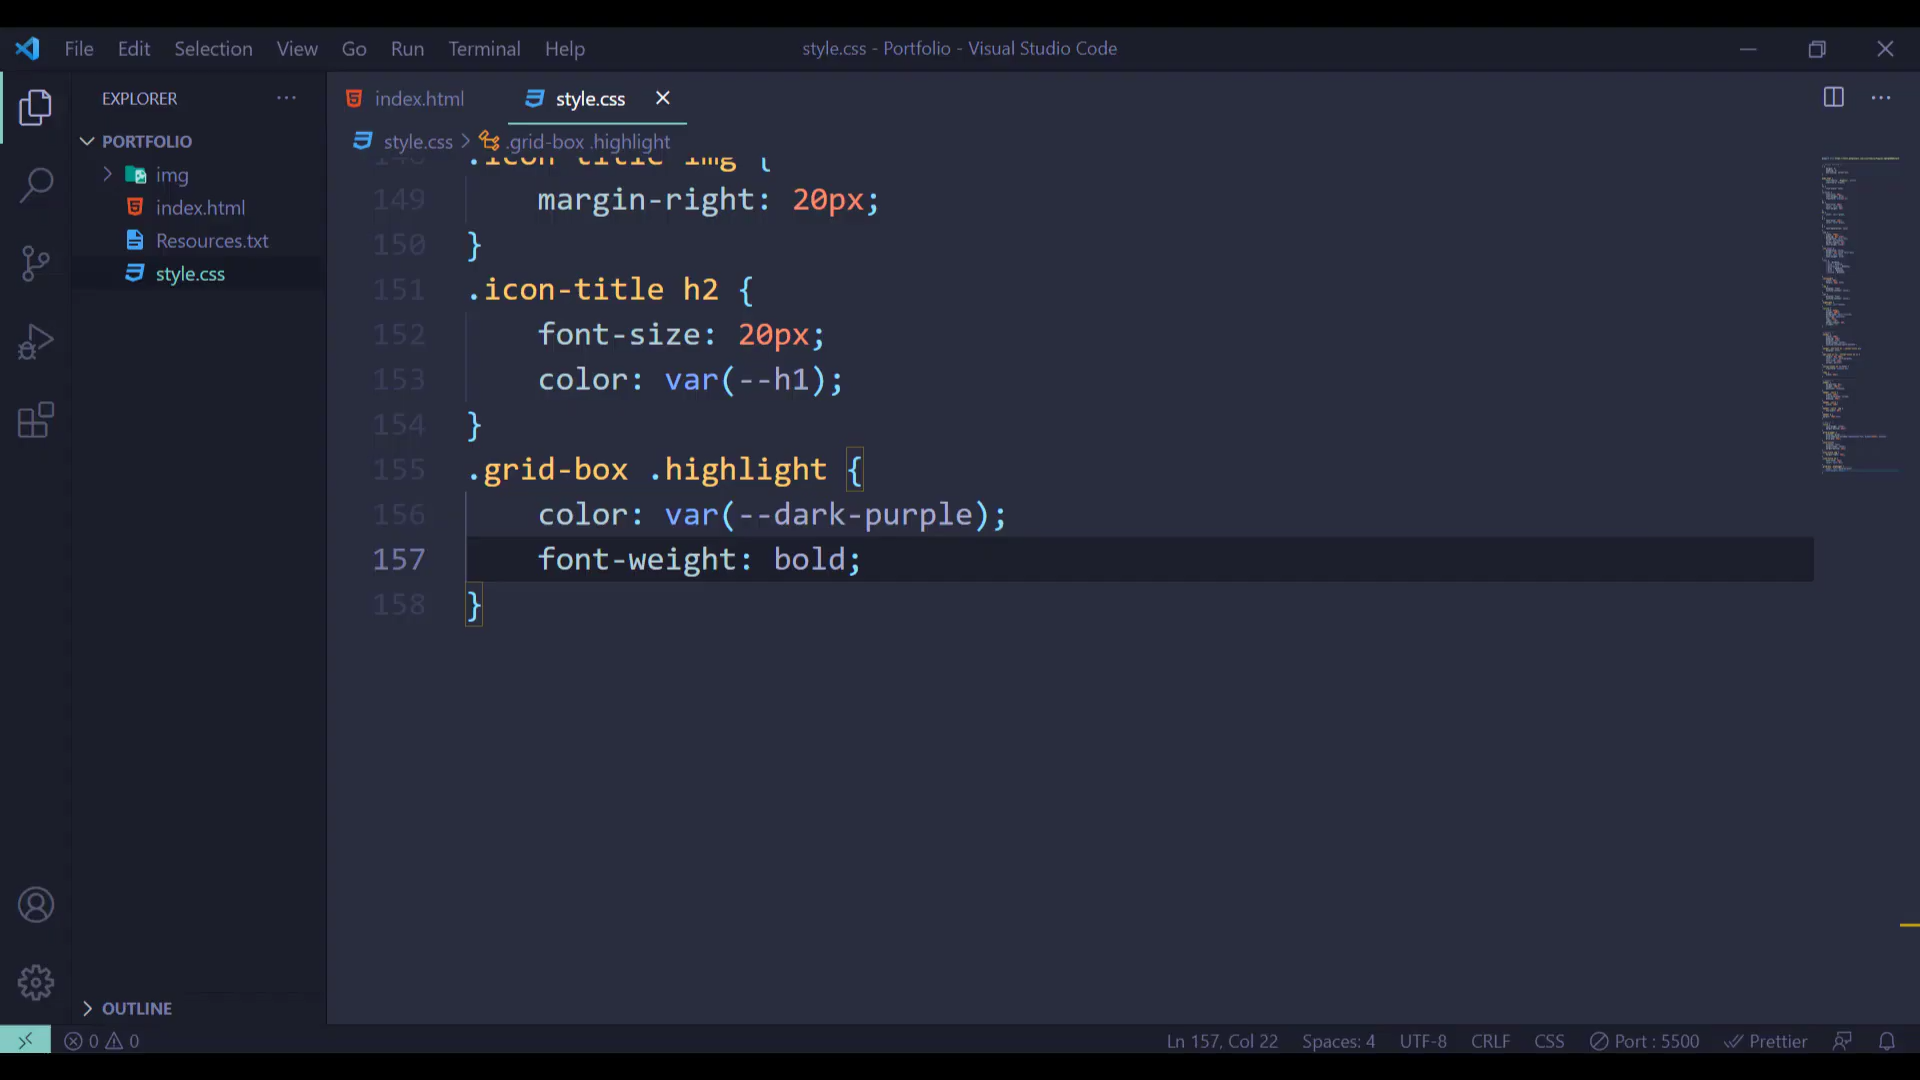 File Edit Selection View Go Run Terminal Help style.css - Portfolio - Visual Studio Code
EXPLORER
PORTFOLIO
img
index.html
Resources.txt
style.css
OUTLINE
index.html style.css
style.css > .grid-box .highlight
148 .icon-title img {
149 margin-right: 20px;
150 }
151 .icon-title h2 {
152 font-size: 20px;
153 color: var(--h1);
154 }
155 .grid-box .highlight {
156 color: var(--dark-purple);
157 font-weight: bold;
158 }
0 0 Ln 157, Col 22 Spaces: 4 UTF-8 CRLF CSS Port : 5500 Prettier